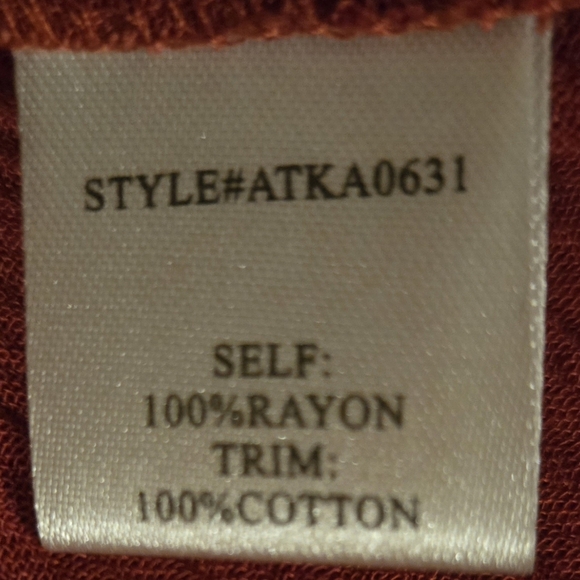 STYLE#ATKA0631
SELF:
100%RAYON
TRIM:
100%COTTON